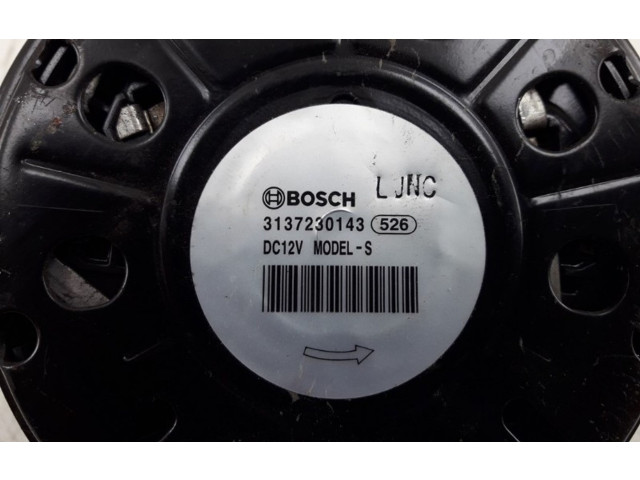 BOSCH L JNC
3137230143 526
DC12V MODEL-S